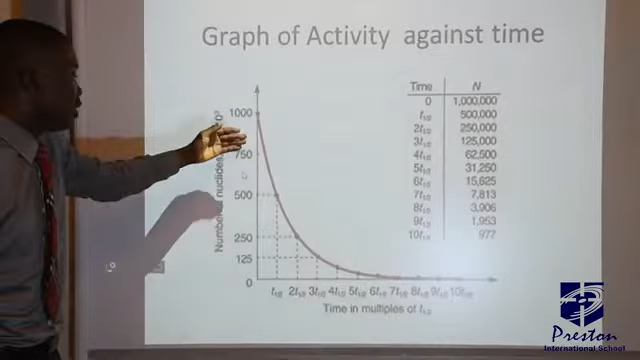 Graph of Activity against time
Time N
0 1,000,000
t1/2 500,000
2t1/2 250,000
3t1/2 125,000
4t1/2 62,500
5t1/2 31,250
6t1/2 15,625
7t1/2 7,813
8t1/2 3,906
9t1/2 1,953
10t1/2 977
1000
750
500
250
125
0
nuclides
t1/2 2t1/2 3t1/2 4t1/2 5t1/2 6t1/2 7t1/2 8t1/2 9t1/2 10t1/2
Time in multiples of t1/2
Preston
International School